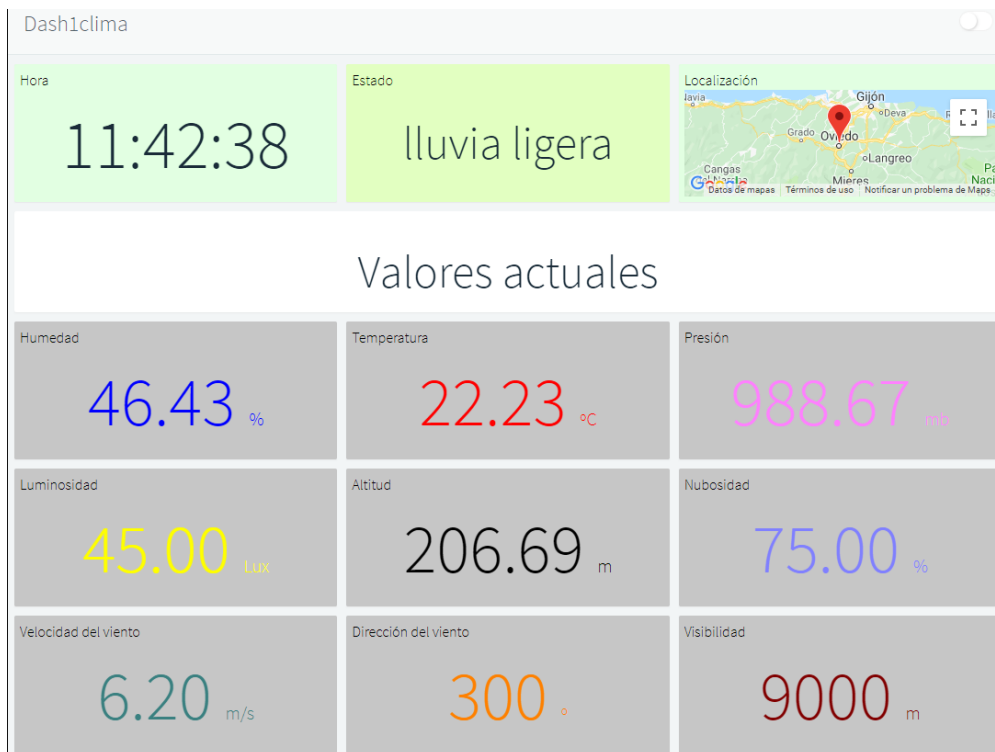 Dash1clima
Hora
11:42:38
Estado
lluvia ligera
Localización
Gijón
Deva
Grado
Oviedo
Langreo
Cangas
Mieres
Google
Datos de mapas
Términos de uso
Notificar un problema de Maps
Valores actuales
Humedad
46.43 %
Temperatura
22.23 ºC
Presión
988.67 mb
Luminosidad
45.00 Lux
Altitud
206.69 m
Nubosidad
75.00 %
Velocidad del viento
6.20 m/s
Dirección del viento
300 º
Visibilidad
9000 m